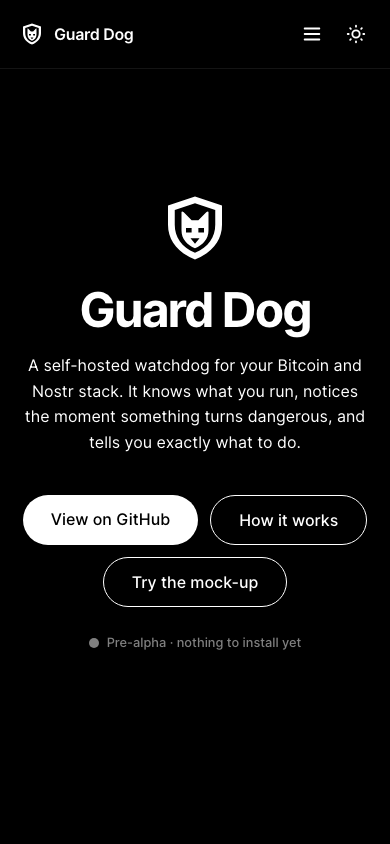 Guard Dog
Guard Dog
A self-hosted watchdog for your Bitcoin and
Nostr stack. It knows what you run, notices
the moment something turns dangerous, and
tells you exactly what to do.
View on GitHub
How it works
Try the mock-up
Pre-alpha · nothing to install yet